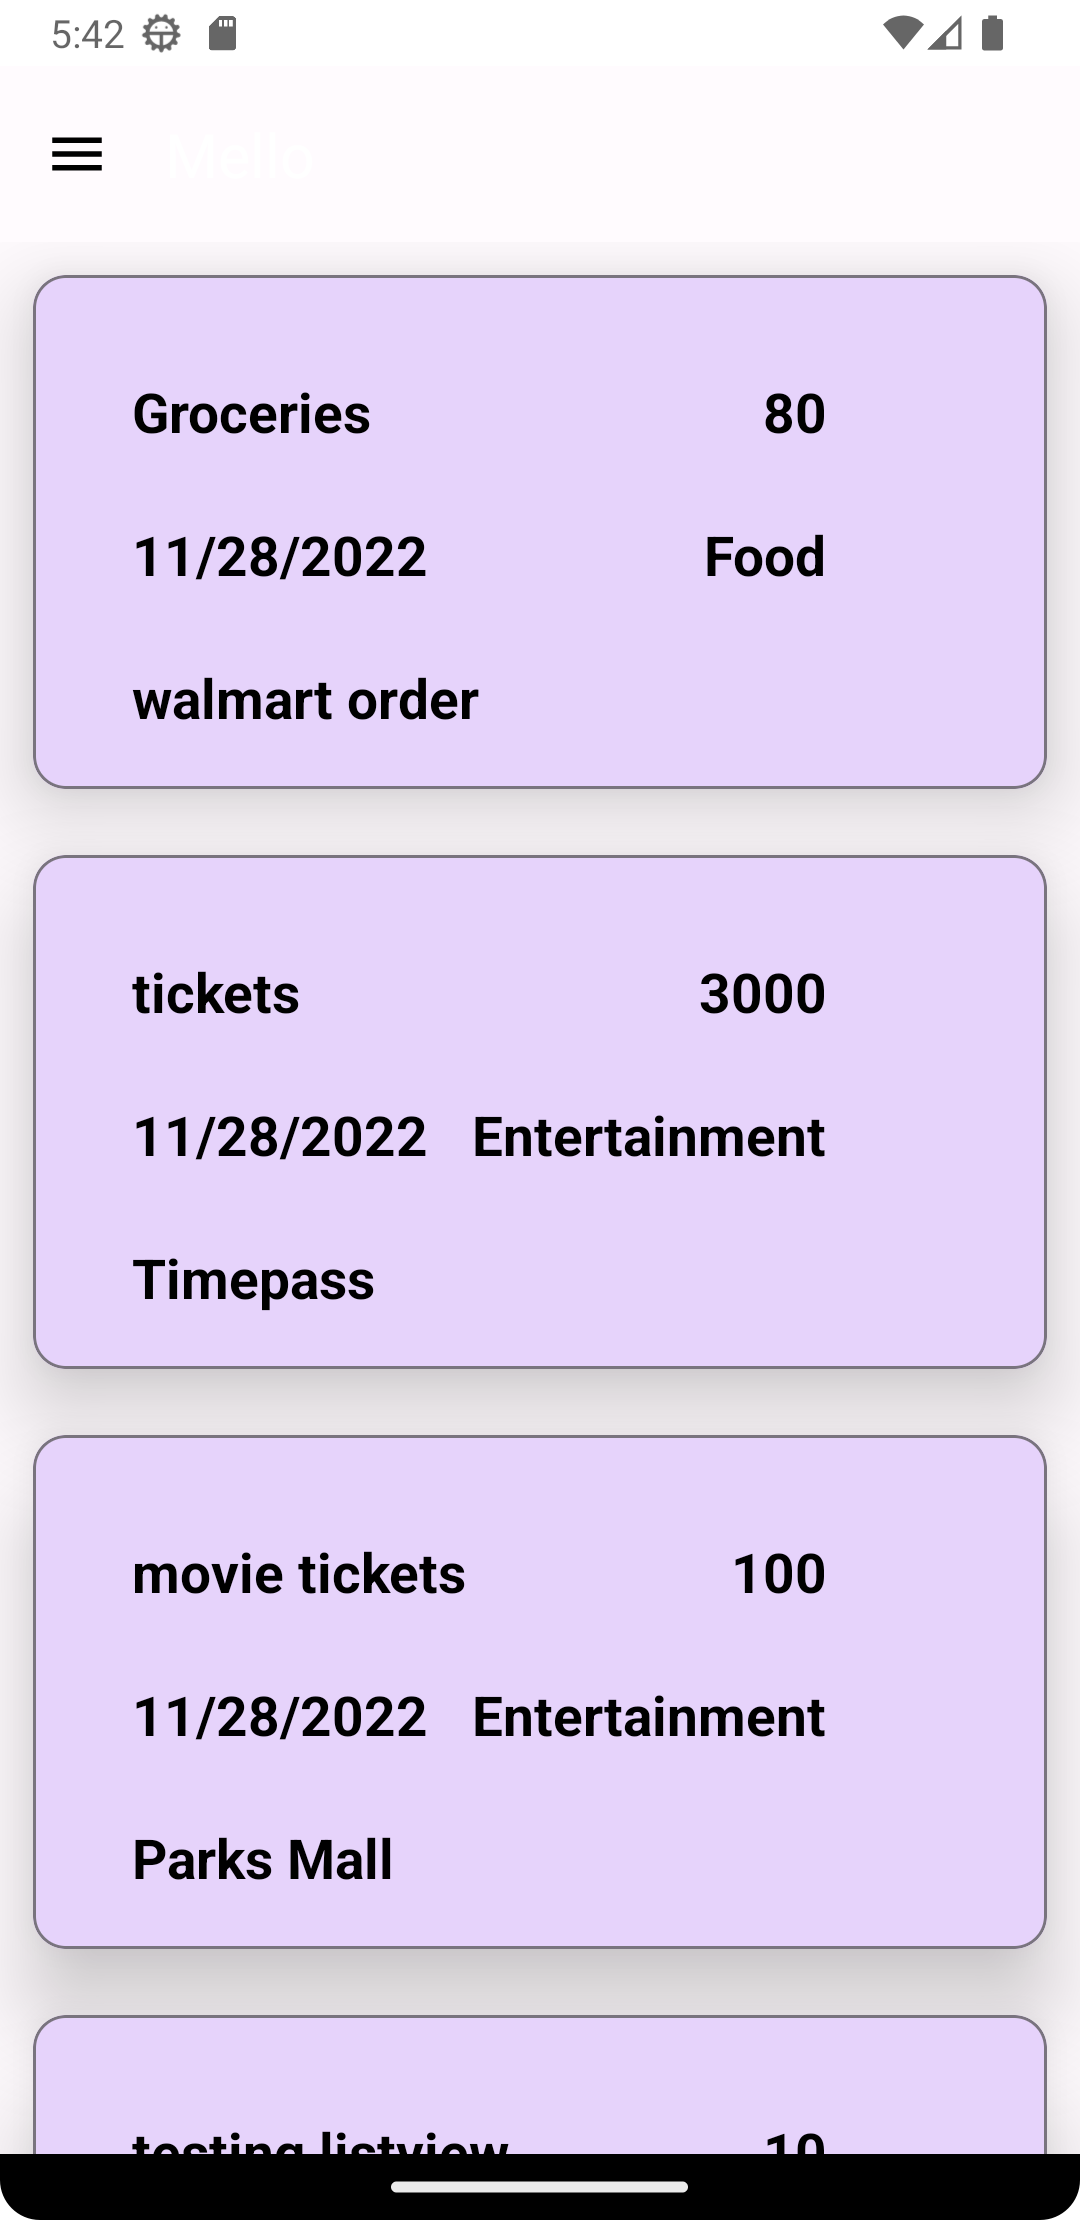 5:42
Mello
Groceries 80
11/28/2022 Food
walmart order
tickets 3000
11/28/2022 Entertainment
Timepass
movie tickets 100
11/28/2022 Entertainment
Parks Mall
testing listview 10